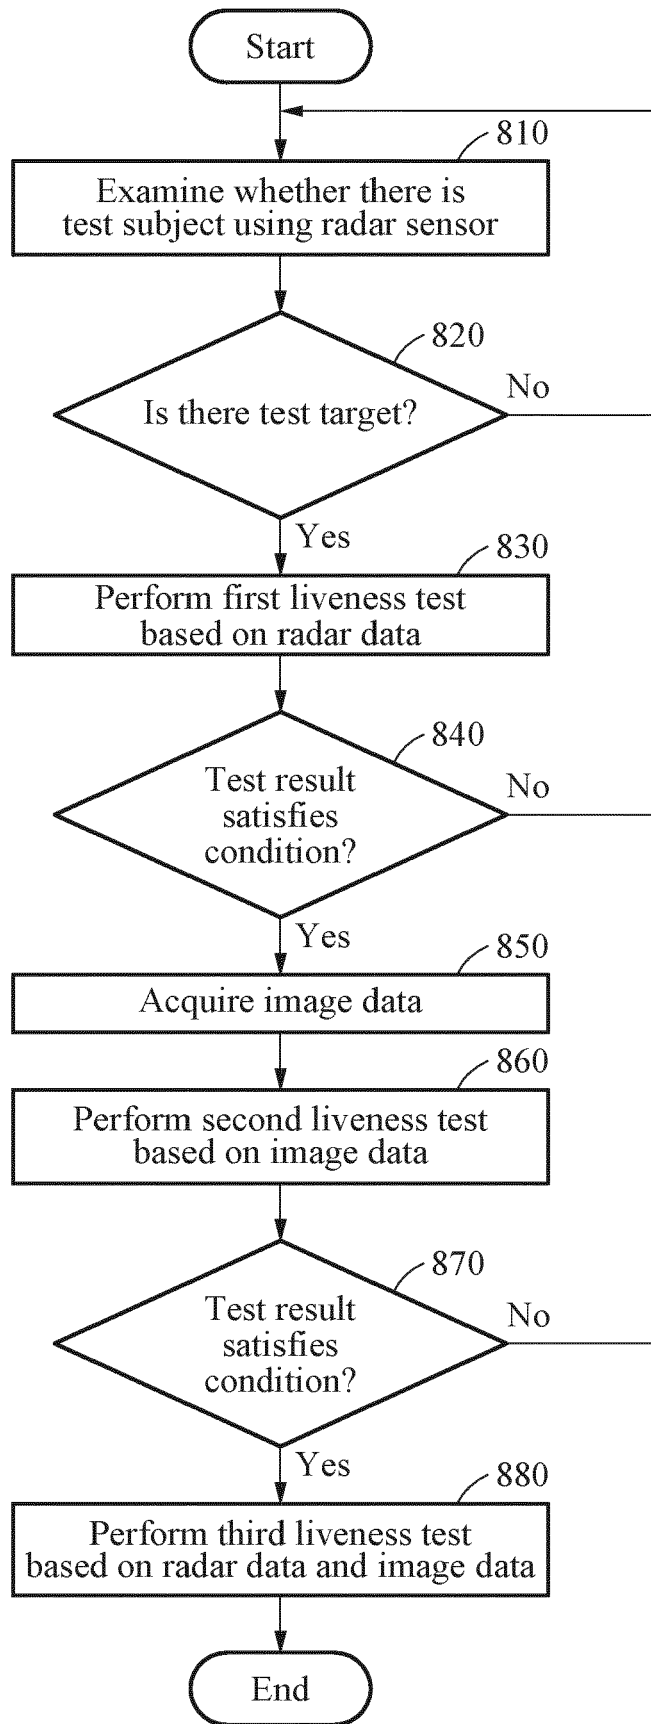 Start
810
Examine whether there is
test subject using radar sensor
820
Is there test target?
No
Yes
830
Perform first liveness test
based on radar data
840
Test result
satisfies
condition?
No
Yes
850
Acquire image data
860
Perform second liveness test
based on image data
870
Test result
satisfies
condition?
No
Yes
880
Perform third liveness test
based on radar data and image data
End